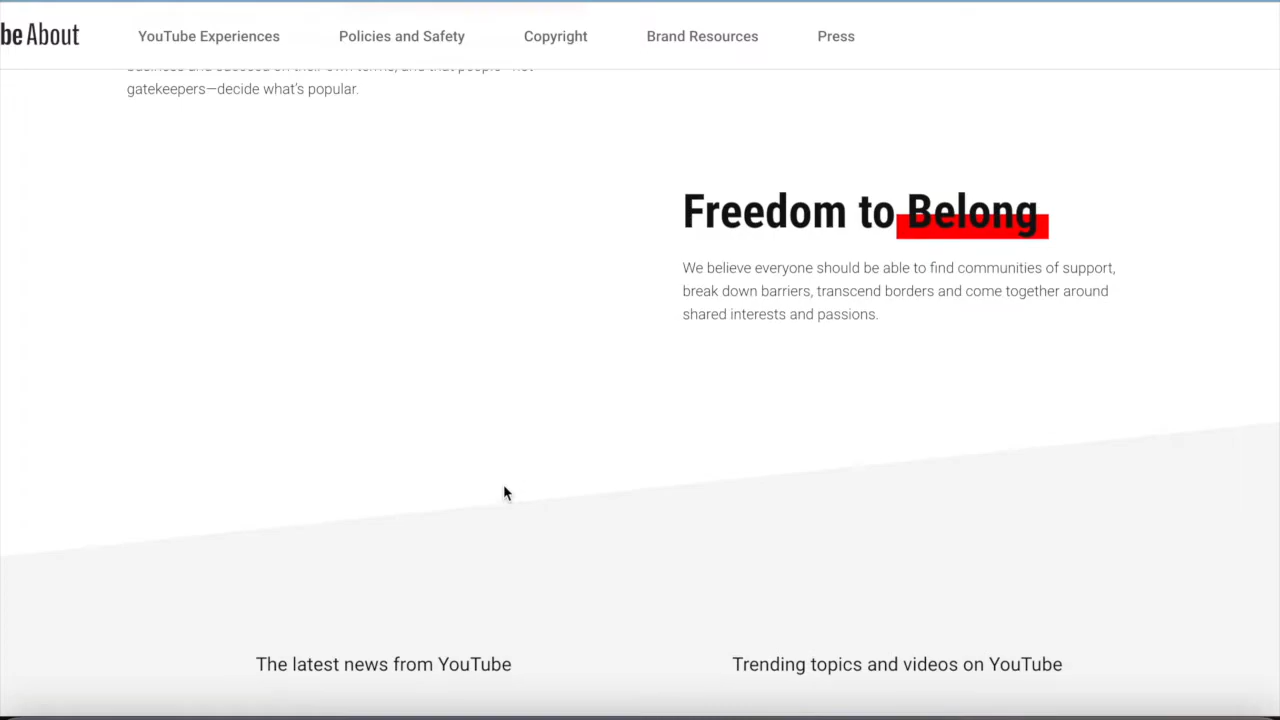 be About
YouTube Experiences
Policies and Safety
Copyright
Brand Resources
Press
gatekeepers—decide what's popular.
Freedom to Belong
We believe everyone should be able to find communities of support,
break down barriers, transcend borders and come together around
shared interests and passions.
The latest news from YouTube
Trending topics and videos on YouTube